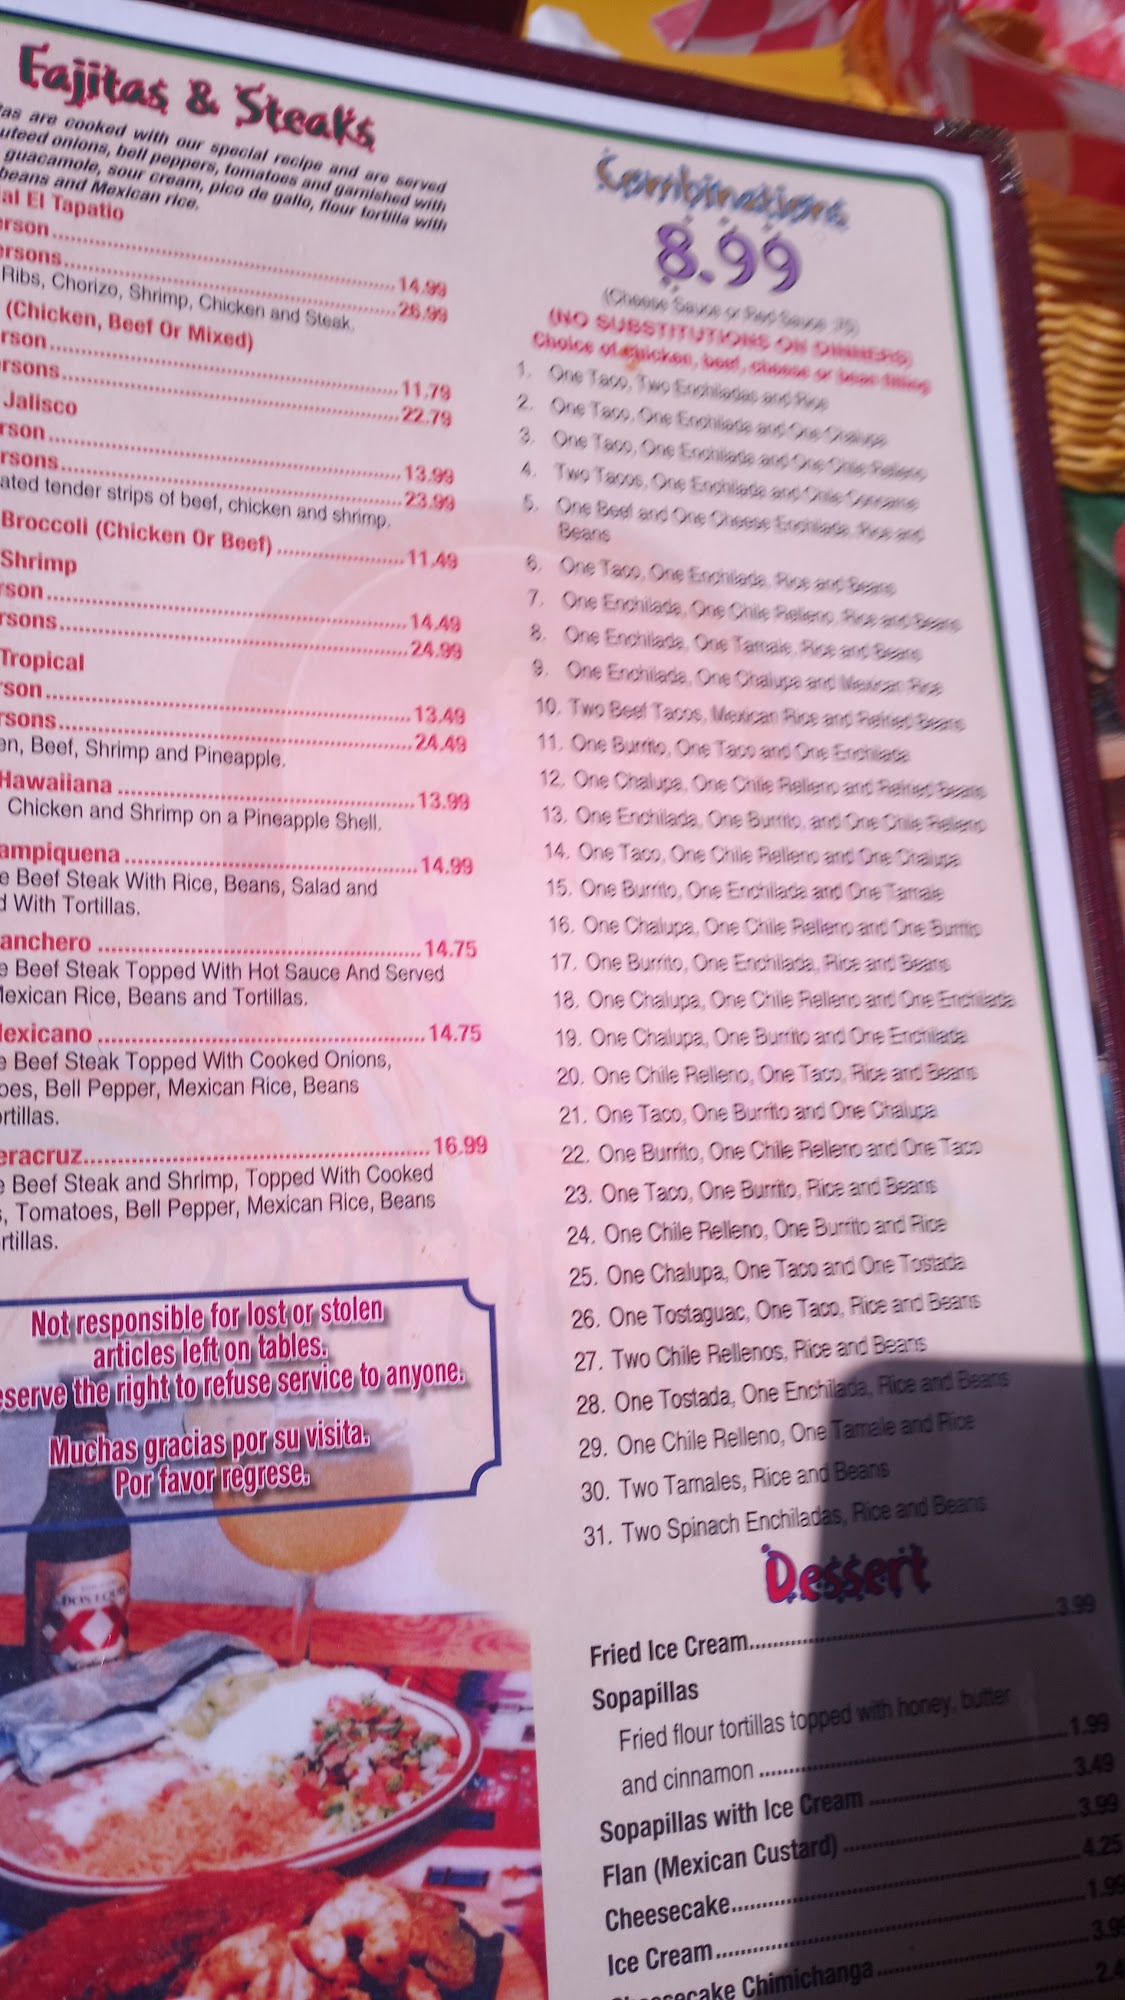 Fajitas & Steaks
are cooked with our special recipe and are served
onions, bell peppers, tomatoes and garnished with
guacamole, sour cream, pico de gallo, flour tortilla with
beans and Mexican rice.
El Tapatio
14.99
26.99
Ribs, Chorizo, Shrimp, Chicken and Steak.
(Chicken, Beef Or Mixed)
11.79
22.79
Jalisco
13.99
23.99
tender strips of beef, chicken and shrimp.
Broccoli (Chicken Or Beef) 11.49
Shrimp
14.49
24.99
Tropical
13.49
24.49
Beef, Shrimp and Pineapple.
Hawaiiana 13.99
Chicken and Shrimp on a Pineapple Shell.
ampiquena 14.99
Beef Steak With Rice, Beans, Salad and
With Tortillas.
anchero 14.75
Beef Steak Topped With Hot Sauce And Served
Mexican Rice, Beans and Tortillas.
exicano 14.75
Beef Steak Topped With Cooked Onions,
Bell Pepper, Mexican Rice, Beans
eracruz 16.99
Beef Steak and Shrimp, Topped With Cooked
Tomatoes, Bell Pepper, Mexican Rice, Beans
Not responsible for lost or stolen
articles left on tables.
the right to refuse service to anyone.
Muchas gracias por su visita.
Por favor regrese.
DOS EQUIS
XX
Combinations
8.99
(Cheese Sauce or Red Sauce .75)
(NO SUBSTITUTIONS ON DINNERS)
Choice of chicken, beef, cheese or bean filling
1. One Taco, Two Enchiladas and Rice
2. One Taco, One Enchilada and One Chalupa
3. One Taco, One Enchilada and One Chile Relleno
4. Two Tacos, One Enchilada and Chile Concarne
5. One Beef and One Cheese Enchilada, Rice and
Beans
6. One Taco, One Enchilada, Rice and Beans
7. One Enchilada, One Chile Relleno, Rice and Beans
8. One Enchilada, One Tamale, Rice and Beans
9. One Enchilada, One Chalupa and Mexican Rice
10. Two Beef Tacos, Mexican Rice and Refried Beans
11. One Burrito, One Taco and One Enchilada
12. One Chalupa, One Chile Relleno and Refried Beans
13. One Enchilada, One Burrito, and One Chile Relleno
14. One Taco, One Chile Relleno and One Chalupa
15. One Burrito, One Enchilada and One Tamale
16. One Chalupa, One Chile Relleno and One Burrito
17. One Burrito, One Enchilada, Rice and Beans
18. One Chalupa, One Chile Relleno and One Enchilada
19. One Chalupa, One Burrito and One Enchilada
20. One Chile Relleno, One Taco, Rice and Beans
21. One Taco, One Burrito and One Chalupa
22. One Burrito, One Chile Relleno and One Taco
23. One Taco, One Burrito, Rice and Beans
24. One Chile Relleno, One Burrito and Rice
25. One Chalupa, One Taco and One Tostada
26. One Tostaguac, One Taco, Rice and Beans
27. Two Chile Rellenos, Rice and Beans
28. One Tostada, One Enchilada, Rice and Beans
29. One Chile Relleno, One Tamale and Rice
30. Two Tamales, Rice and Beans
31. Two Spinach Enchiladas, Rice and Beans
Dessert
Fried Ice Cream 3.99
Sopapillas
Fried flour tortillas topped with honey, butter
and cinnamon 1.99
Sopapillas with Ice Cream 3.49
Flan (Mexican Custard) 3.99
Cheesecake 4.25
Ice Cream 1.99
Chimichanga